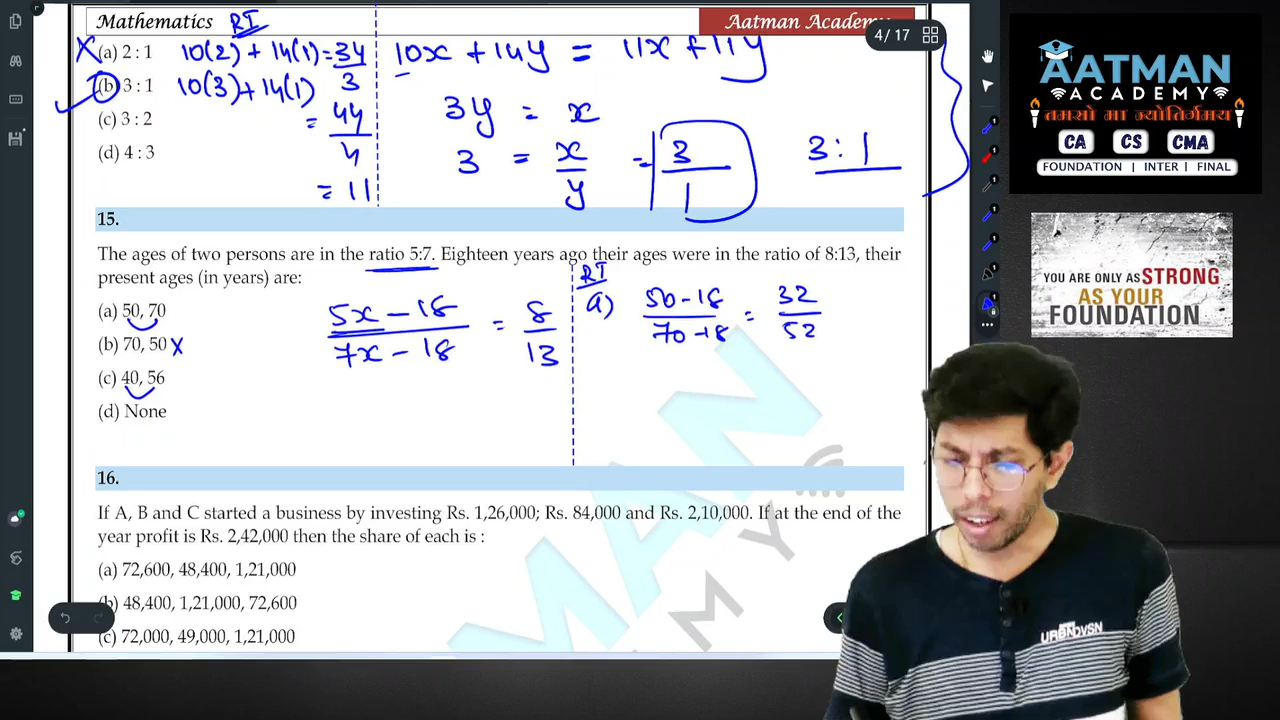 Mathematics
RT
Aatman Academy
4/17
X (a) 2 : 1 10(2) + 14(1) = 34
3
10x + 14y = 11x + 11y
(b) 3 : 1 10(3) + 14(1)
= 44
4
= 11
(c) 3 : 2
(d) 4 : 3
3y = x
3 = x
y
= 3
1
3 : 1
15.
The ages of two persons are in the ratio 5:7. Eighteen years ago their ages were in the ratio of 8:13, their
present ages (in years) are:
(a) 50, 70
(b) 70, 50 X
(c) 40, 56
(d) None
5x - 18
7x - 18
= 8
13
RT
a) 50 - 18
70 - 18
= 32
52
16.
If A, B and C started a business by investing Rs. 1,26,000; Rs. 84,000 and Rs. 2,10,000. If at the end of the
year profit is Rs. 2,42,000 then the share of each is :
(a) 72,600, 48,400, 1,21,000
(b) 48,400, 1,21,000, 72,600
(c) 72,000, 49,000, 1,21,000
AATMAN
ACADEMY
तमसो मा ज्योतिर्गमय
CA CS CMA
FOUNDATION | INTER | FINAL
YOU ARE ONLY AS STRONG
AS YOUR
FOUNDATION
URBNDVSN